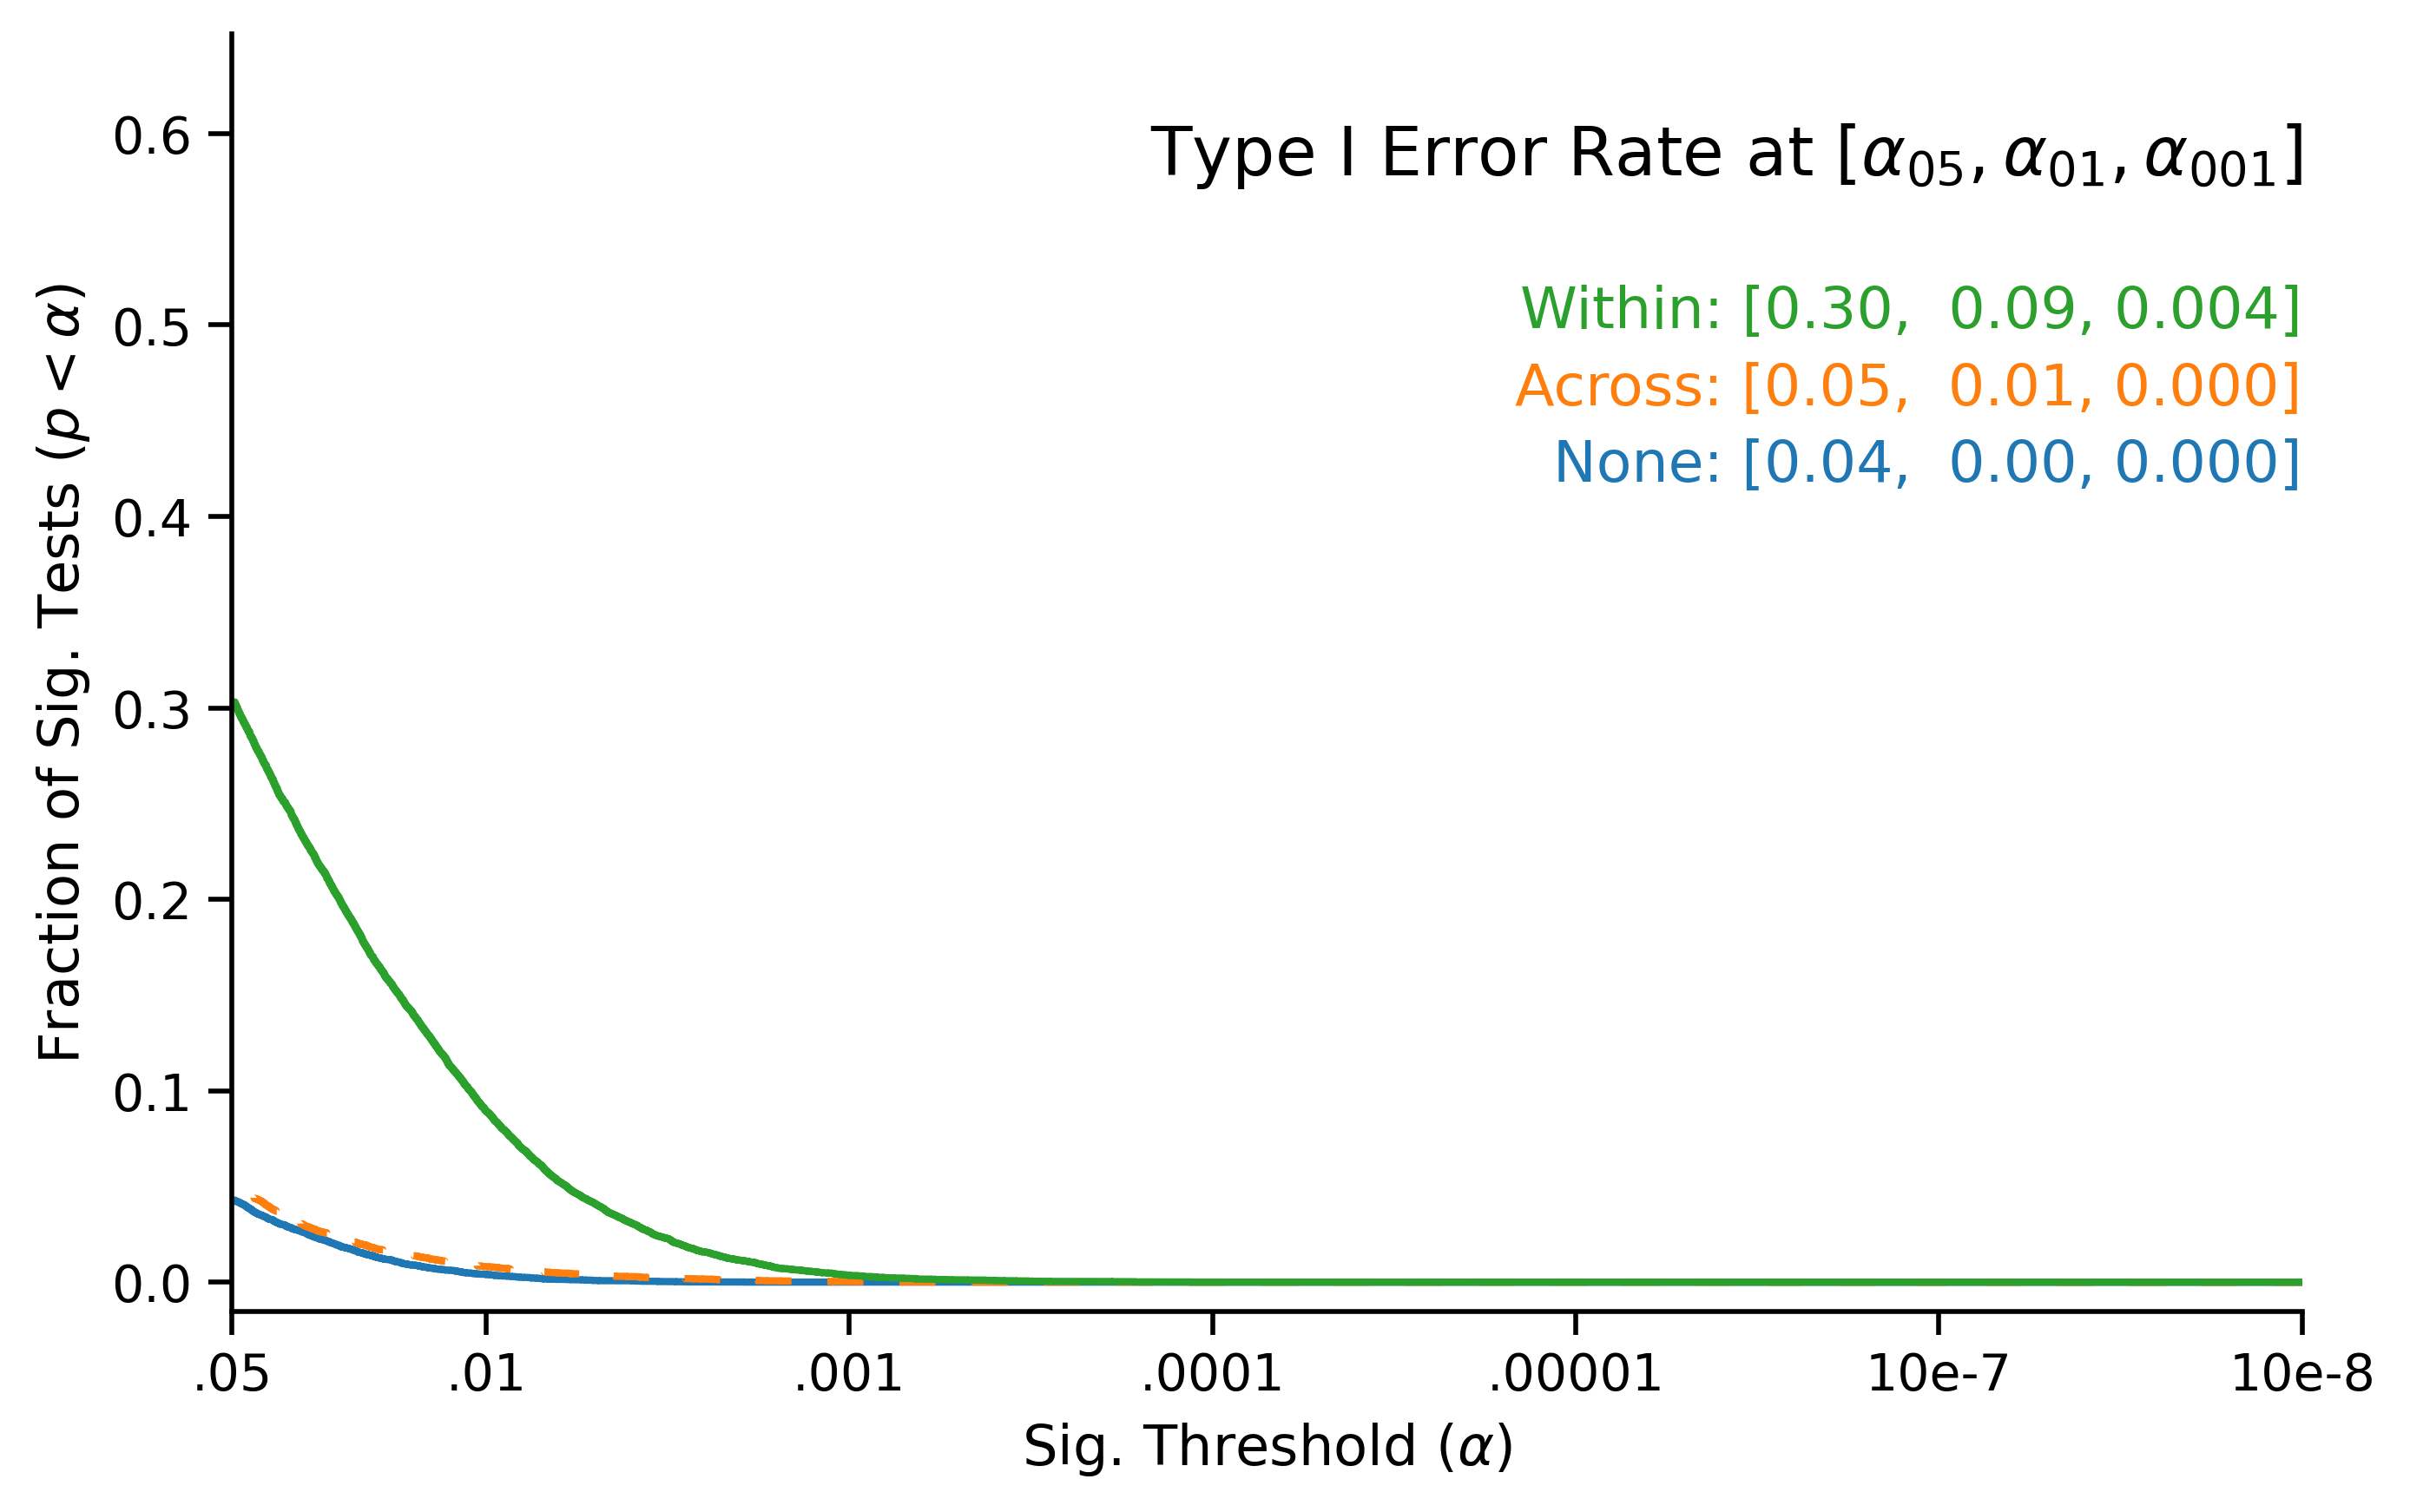 Type I Error Rate at [α05, α01, α001]
Within: [0.30, 0.09, 0.004]
Across: [0.05, 0.01, 0.000]
None: [0.04, 0.00, 0.000]
Fraction of Sig. Tests (p < α)
0.6
0.5
0.4
0.3
0.2
0.1
0.0
.05 .01 .001 .0001 .00001 10e-7 10e-8
Sig. Threshold (α)